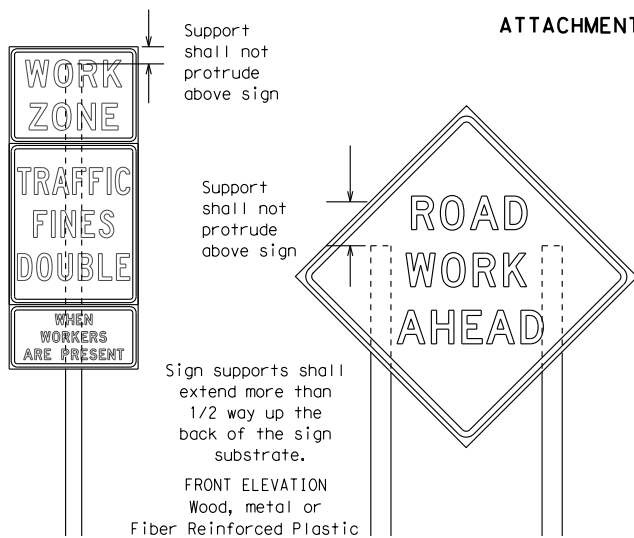 ATTACHMENT
Support
shall not
protrude
above sign
WORK
ZONE
TRAFFIC
FINES
DOUBLE
WHEN
WORKERS
ARE PRESENT
Support
shall not
protrude
above sign
ROAD
WORK
AHEAD
Sign supports shall
extend more than
1/2 way up the
back of the sign
substrate.
FRONT ELEVATION
Wood, metal or
Fiber Reinforced Plastic